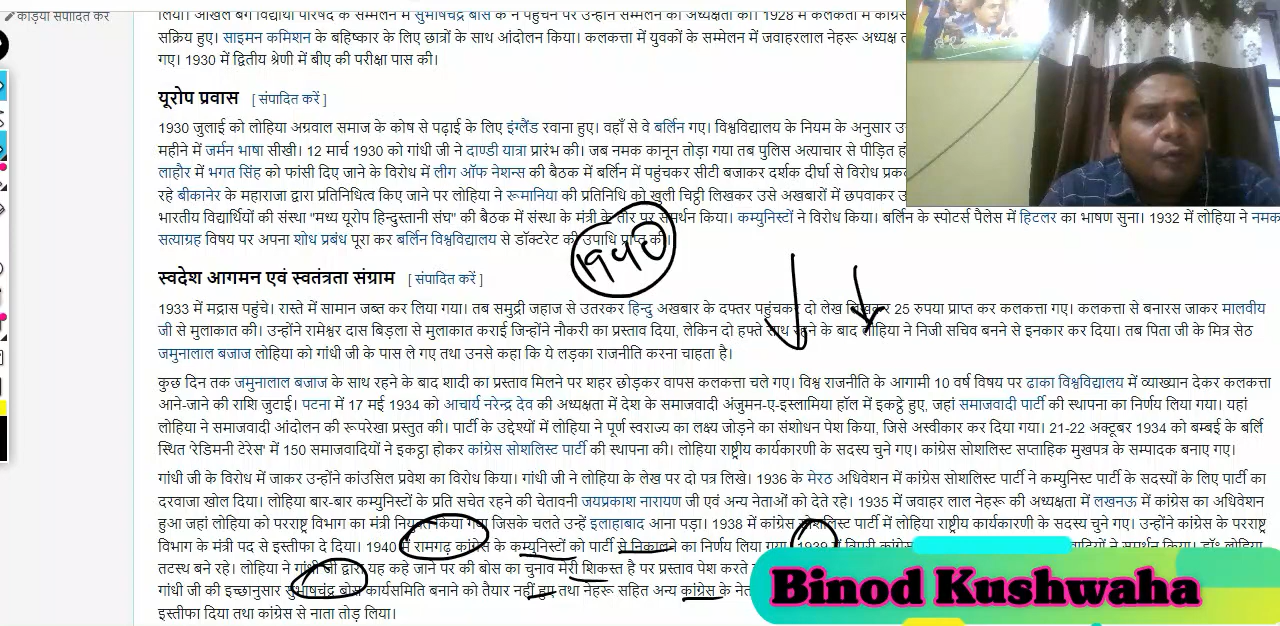 कड़ियाँ संपादित करें
लिया। अखिल बंग विद्यार्थी परिषद के सम्मेलन में सुभाषचंद्र बोस के न पहुंचने पर उन्होंने सम्मेलन की अध्यक्षता की। 1928 में कलकता में कांग्रेस
सक्रिय हुए। साइमन कमिशन के बहिष्कार के लिए छात्रों के साथ आंदोलन किया। कलकत्ता में युवकों के सम्मेलन में जवाहरलाल नेहरू अध्यक्ष
गए। 1930 में द्वितीय श्रेणी में बीए की परीक्षा पास की।
यूरोप प्रवास [ संपादित करें ]
1930 जुलाई को लोहिया अग्रवाल समाज के कोष से पढ़ाई के लिए इंग्लैंड रवाना हुए। वहाँ से वे बर्लिन गए। विश्वविद्यालय के नियम के अनुसार
महीने में जर्मन भाषा सीखी। 12 मार्च 1930 को गांधी जी ने दाण्डी यात्रा प्रारंभ की। जब नमक कानून तोड़ा गया तब पुलिस अत्याचार से पीड़ित
लाहौर में भगत सिंह को फांसी दिए जाने के विरोध में लीग ऑफ नेशन्स की बैठक में बर्लिन में पहुंचकर सीटी बजाकर दर्शक दीर्घा से विरोध
रहे बीकानेर के महाराजा द्वारा प्रतिनिधित्व किए जाने पर लोहिया ने रूमानिया की प्रतिनिधि को खुली चिट्ठी लिखकर उसे अखबारों में छपवाकर
भारतीय विद्यार्थियों की संस्था "मध्य यूरोप हिन्दुस्तानी संघ" की बैठक में संस्था के मंत्री के तौर पर समर्थन किया। कम्युनिस्टों ने विरोध किया। बर्लिन के स्पोटर्स पैलेस में हिटलर का भाषण सुना। 1932 में लोहिया ने नमक
सत्याग्रह विषय पर अपना शोध प्रबंध पूरा कर बर्लिन विश्वविद्यालय से डॉक्टरेट की उपाधि प्राप्त की।
1940
स्वदेश आगमन एवं स्वतंत्रता संग्राम [ संपादित करें ]
1933 में मद्रास पहुंचे। रास्ते में सामान जब्त कर लिया गया। तब समुद्री जहाज से उतरकर हिन्दु अखबार के दफ्तर पहुंचकर दो लेख लिखकर 25 रुपया प्राप्त कर कलकत्ता गए। कलकत्ता से बनारस जाकर मालवीय
जी से मुलाकात की। उन्होंने रामेश्वर दास बिड़ला से मुलाकात कराई जिन्होंने नौकरी का प्रस्ताव दिया, लेकिन दो हफ्ते साथ रहने के बाद लोहिया ने निजी सचिव बनने से इनकार कर दिया। तब पिता जी के मित्र सेठ
जमुनालाल बजाज लोहिया को गांधी जी के पास ले गए तथा उनसे कहा कि ये लड़का राजनीति करना चाहता है।
कुछ दिन तक जमुनालाल बजाज के साथ रहने के बाद शादी का प्रस्ताव मिलने पर शहर छोड़कर वापस कलकत्ता चले गए। विश्व राजनीति के आगामी 10 वर्ष विषय पर ढाका विश्वविद्यालय में व्याख्यान देकर कलकत्ता
आने-जाने की राशि जुटाई। पटना में 17 मई 1934 को आचार्य नरेन्द्र देव की अध्यक्षता में देश के समाजवादी अंजुमन-ए-इस्लामिया हॉल में इकट्ठे हुए, जहां समाजवादी पार्टी की स्थापना का निर्णय लिया गया। यहां
लोहिया ने समाजवादी आंदोलन की रूपरेखा प्रस्तुत की। पार्टी के उद्देश्यों में लोहिया ने पूर्ण स्वराज्य का लक्ष्य जोड़ने का संशोधन पेश किया, जिसे अस्वीकार कर दिया गया। 21-22 अक्टूबर 1934 को बम्बई के बर्लि
स्थित 'रेडिमनी टेरेस' में 150 समाजवादियों ने इकट्ठा होकर कांग्रेस सोशलिस्ट पार्टी की स्थापना की। लोहिया राष्ट्रीय कार्यकारणी के सदस्य चुने गए। कांग्रेस सोशलिस्ट सप्ताहिक मुखपत्र के सम्पादक बनाए गए।
गांधी जी के विरोध में जाकर उन्होंने कांउसिल प्रवेश का विरोध किया। गांधी जी ने लोहिया के लेख पर दो पत्र लिखे। 1936 के मेरठ अधिवेशन में कांग्रेस सोशलिस्ट पार्टी ने कम्युनिस्ट पार्टी के सदस्यों के लिए पार्टी का
दरवाजा खोल दिया। लोहिया बार-बार कम्युनिस्टों के प्रति सचेत रहने की चेतावनी जयप्रकाश नारायण जी एवं अन्य नेताओं को देते रहे। 1935 में जवाहर लाल नेहरू की अध्यक्षता में लखनऊ में कांग्रेस का अधिवेशन
हुआ जहां लोहिया को परराष्ट्र विभाग का मंत्री नियुक्त किया गया जिसके चलते उन्हें इलाहाबाद आना पड़ा। 1938 में कांग्रेस सोशलिस्ट पार्टी में लोहिया राष्ट्रीय कार्यकारणी के सदस्य चुने गए। उन्होंने कांग्रेस के परराष्ट्र
विभाग के मंत्री पद से इस्तीफा दे दिया। 1940 में रामगढ़ कांग्रेस के कम्युनिस्टों को पार्टी से निकालने का निर्णय लिया गया। 1939 में त्रिपुरी कांग्रेस समर्थन किया। डॉ॰ लोहिया
तटस्थ बने रहे। लोहिया ने गांधी जी द्वारा यह कहे जाने पर की बोस का चुनाव मेरी शिकस्त है पर प्रस्ताव पेश करते
गांधी जी की इच्छानुसार सुभाषचंद्र बोस कार्यसमिति बनाने को तैयार नहीं हुए तथा नेहरू सहित अन्य कांग्रेस के
इस्तीफा दिया तथा कांग्रेस से नाता तोड़ लिया।
Binod Kushwaha